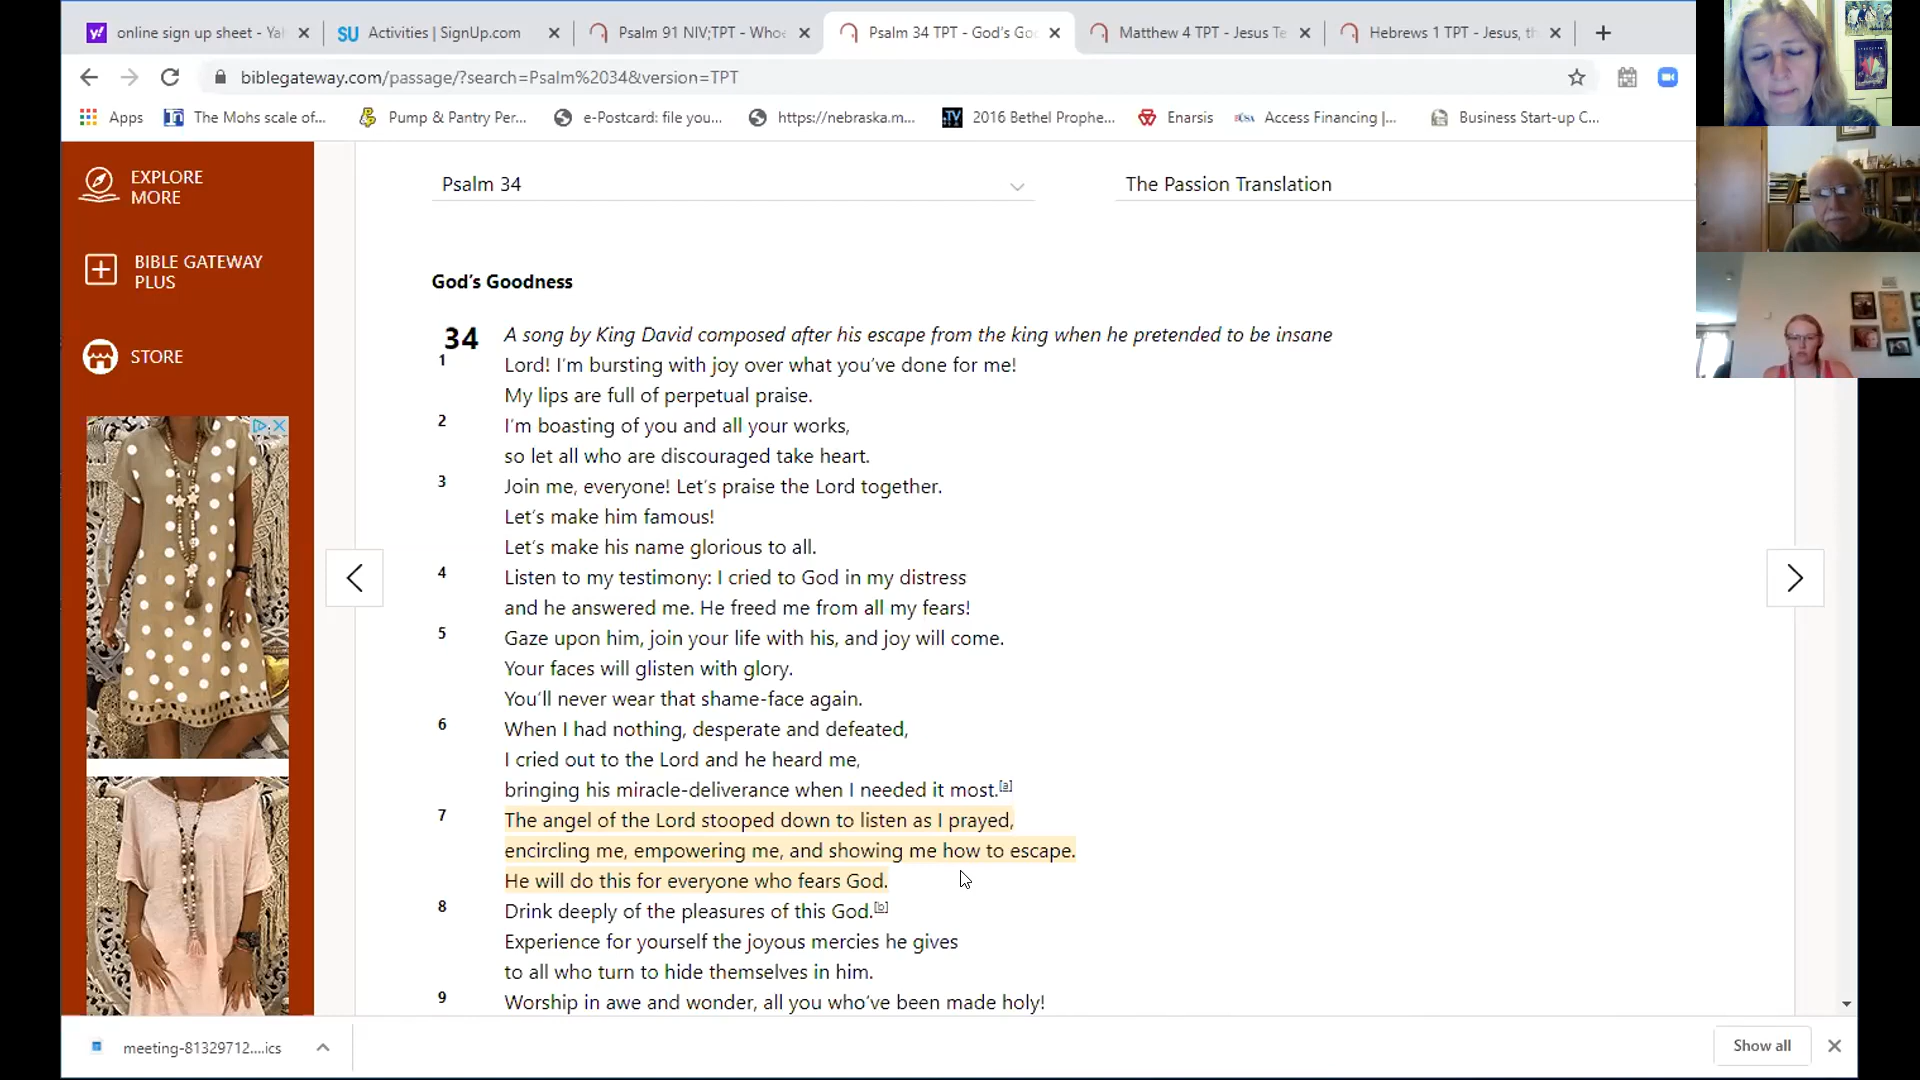 online sign up sheet - Ya
Activities | SignUp.com
Psalm 91 NIV;TPT - Who
Psalm 34 TPT - God's Go
Matthew 4 TPT - Jesus Te
Hebrews 1 TPT - Jesus, th
biblegateway.com/passage/?search=Psalm%2034&version=TPT
Apps
The Mohs scale of...
Pump & Pantry Per...
e-Postcard: file you...
https://nebraska.m...
2016 Bethel Prophe...
Enarsis
Access Financing |...
Business Start-up C...
EXPLORE
MORE
BIBLE GATEWAY
PLUS
STORE
Psalm 34
The Passion Translation
God’s Goodness
34 A song by King David composed after his escape from the king when he pretended to be insane
1 Lord! I’m bursting with joy over what you’ve done for me!
My lips are full of perpetual praise.
2 I’m boasting of you and all your works,
so let all who are discouraged take heart.
3 Join me, everyone! Let’s praise the Lord together.
Let’s make him famous!
Let’s make his name glorious to all.
4 Listen to my testimony: I cried to God in my distress
and he answered me. He freed me from all my fears!
5 Gaze upon him, join your life with his, and joy will come.
Your faces will glisten with glory.
You’ll never wear that shame-face again.
6 When I had nothing, desperate and defeated,
I cried out to the Lord and he heard me,
bringing his miracle-deliverance when I needed it most.[a]
7 The angel of the Lord stooped down to listen as I prayed,
encircling me, empowering me, and showing me how to escape.
He will do this for everyone who fears God.
8 Drink deeply of the pleasures of this God.[b]
Experience for yourself the joyous mercies he gives
to all who turn to hide themselves in him.
9 Worship in awe and wonder, all you who’ve been made holy!
meeting-81329712....ics
Show all